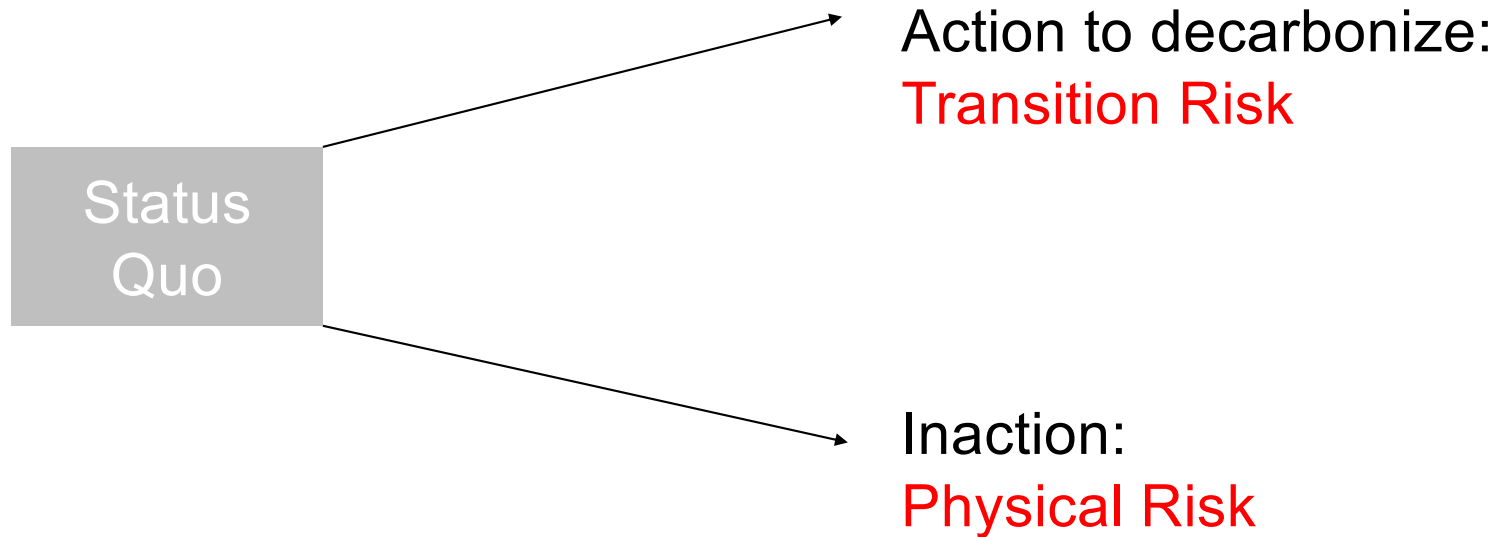 Action to decarbonize:
Transition Risk
Status
Quo
Inaction:
Physical Risk